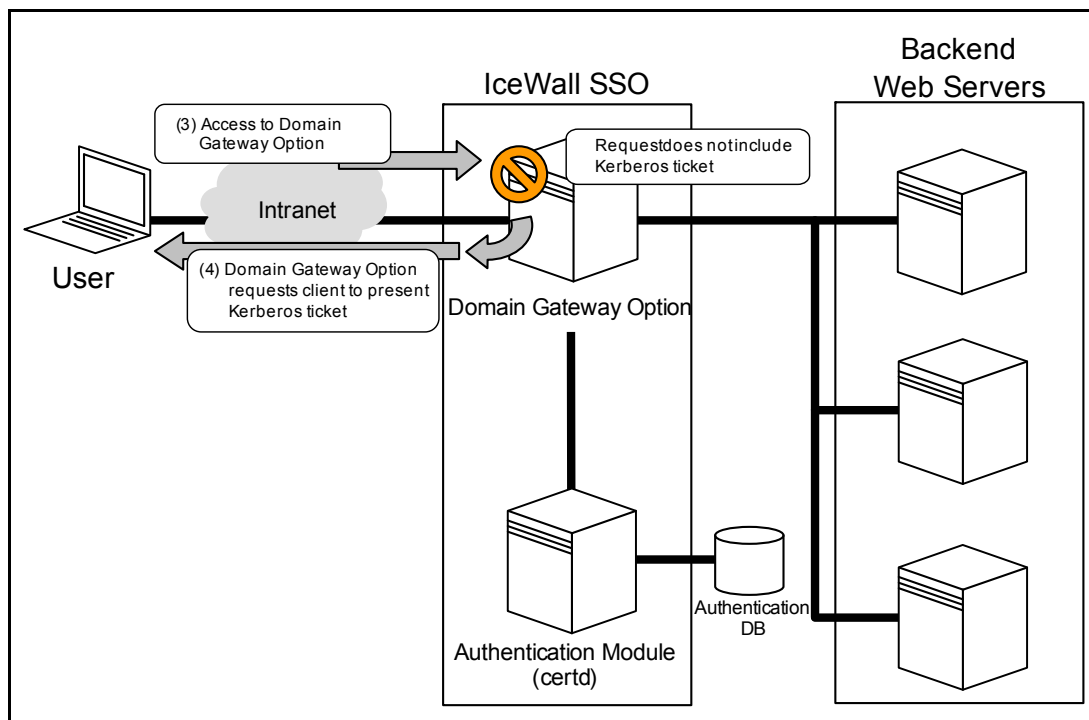 Backend
Web Servers
IceWall SSO
(3) Access to Domain
Gateway Option
Requestdoes notinclude
Kerberos ticket
Intranet
User
(4) Domain Gateway Option
requests client to present
Kerberos ticket
Domain Gateway Option
Authentication
DB
Authentication Module
(certd)